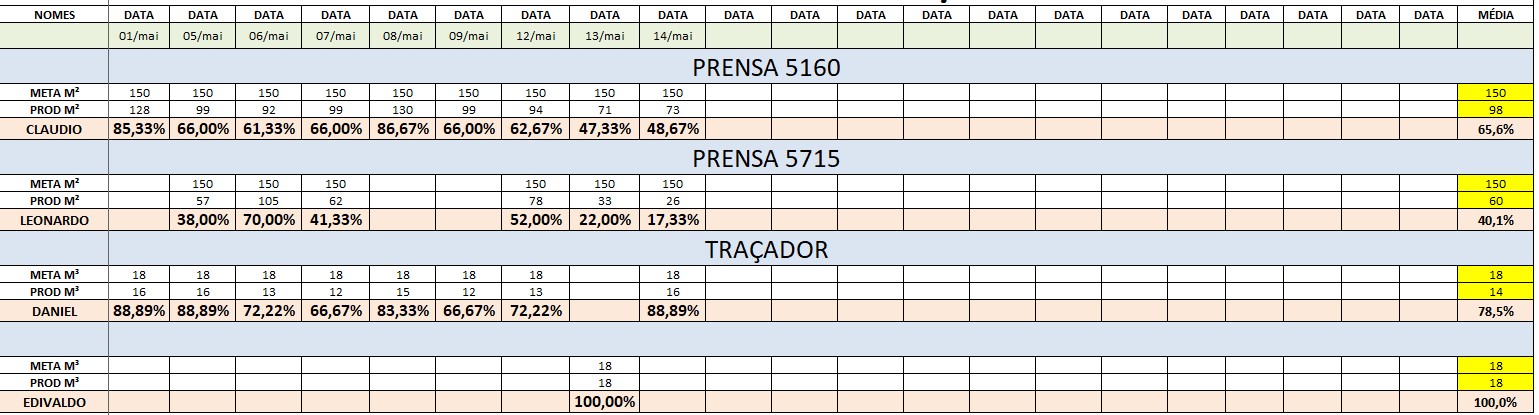 NOMES DATA DATA DATA DATA DATA DATA DATA DATA DATA DATA DATA DATA DATA DATA DATA DATA DATA DATA DATA DATA DATA MÉDIA
01/mai 05/mai 06/mai 07/mai 08/mai 09/mai 12/mai 13/mai 14/mai
PRENSA 5160
META M² 150 150 150 150 150 150 150 150 150 150
PROD M² 128 99 92 99 130 99 94 71 73 98
CLAUDIO 85,33% 66,00% 61,33% 66,00% 86,67% 66,00% 62,67% 47,33% 48,67% 65,6%
PRENSA 5715
META M² 150 150 150 150 150 150 150
PROD M² 57 105 62 78 33 26 60
LEONARDO 38,00% 70,00% 41,33% 52,00% 22,00% 17,33% 40,1%
TRAÇADOR
META M³ 18 18 18 18 18 18 18 18 18
PROD M³ 16 16 13 12 15 12 13 16 14
DANIEL 88,89% 88,89% 72,22% 66,67% 83,33% 66,67% 72,22% 88,89% 78,5%
META M³ 18 18
PROD M³ 18 18
EDIVALDO 100,00% 100,0%